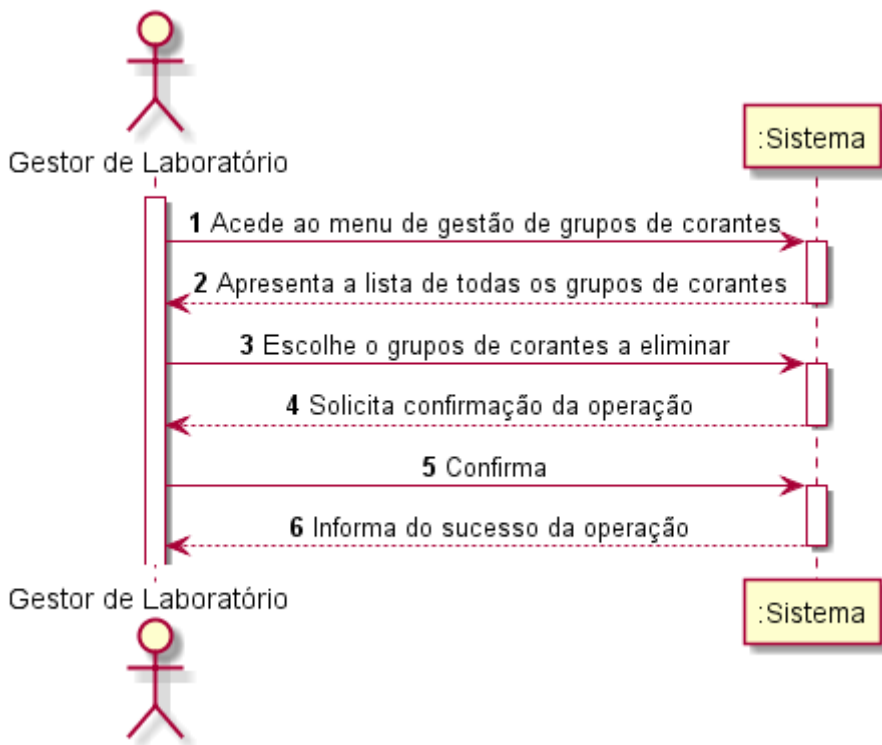 Gestor de Laboratório
:Sistema
1 Acede ao menu de gestão de grupos de corantes
2 Apresenta a lista de todas os grupos de corantes
3 Escolhe o grupos de corantes a eliminar
4 Solicita confirmação da operação
5 Confirma
6 Informa do sucesso da operação
Gestor de Laboratório
:Sistema